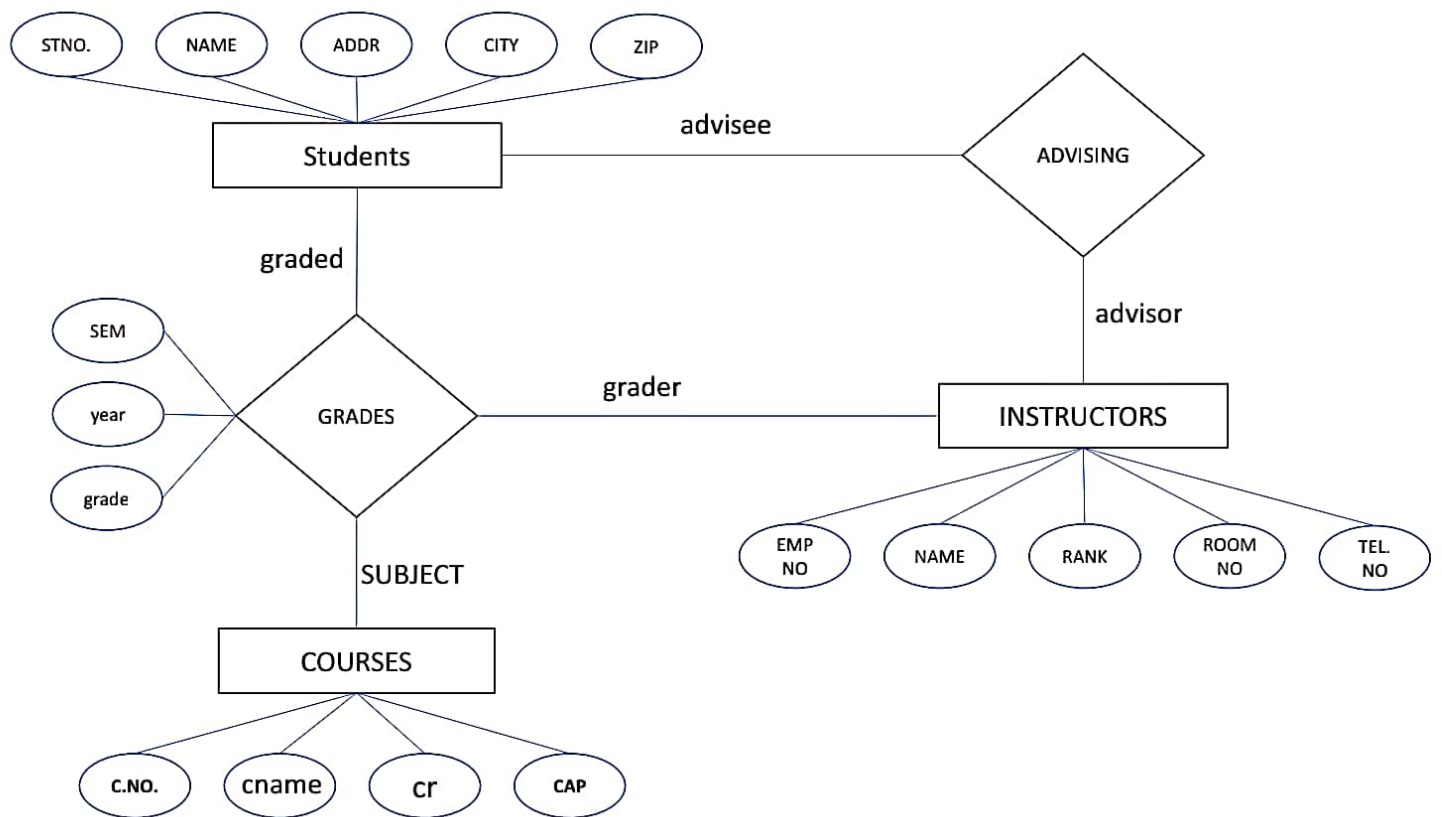 STNO.
NAME
ADDR
CITY
ZIP
advisee
Students
ADVISING
graded
advisor
SEM
grader
year
GRADES
INSTRUCTORS
grade
EMP
NO
NAME
RANK
ROOM
NO
TEL.
NO
SUBJECT
COURSES
C.NO.
cname
cr
CAP